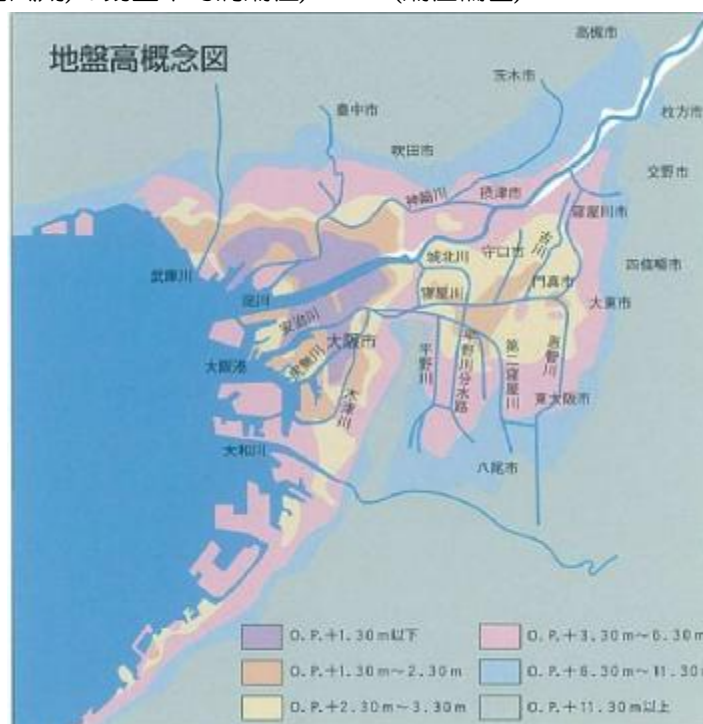 地盤高概念図
高槻市
茨木市
豊中市
枚方市
吹田市
交野市
神崎川
摂津市
寝屋川市
城北川
守口市
古川
四條畷市
武庫川
門真市
淀川
寝屋川
大東市
安治川
大阪市
大阪港
尻無川
平野川
平野川分水路
第二寝屋川
恩智川
木津川
東大阪市
大和川
八尾市
O.P.+1.30m以下
O.P.+3.30m～6.30m
O.P.+1.30m～2.30m
O.P.+6.30m～11.30m
O.P.+2.30m～3.30m
O.P.+11.30m以上